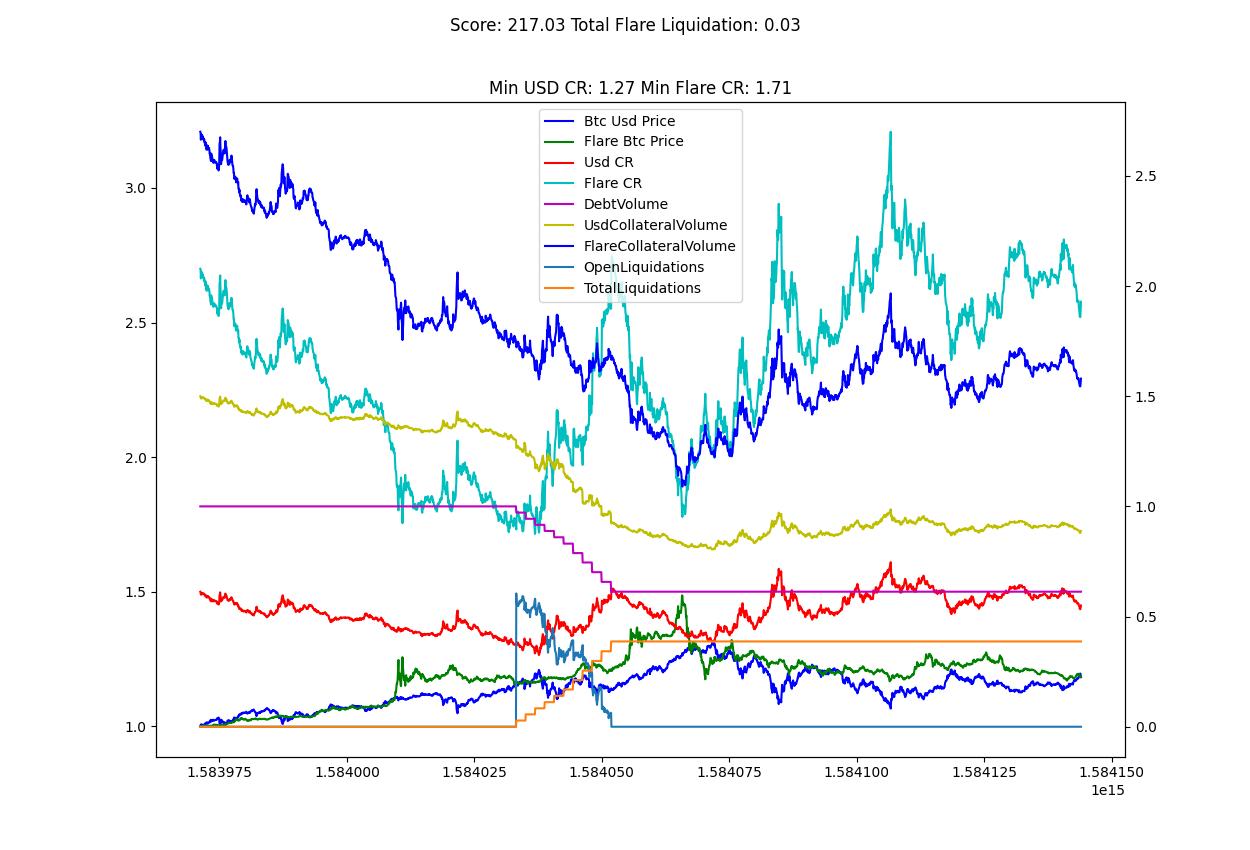 Score: 217.03 Total Flare Liquidation: 0.03
Min USD CR: 1.27 Min Flare CR: 1.71
Btc Usd Price
Flare Btc Price
Usd CR
Flare CR
DebtVolume
UsdCollateralVolume
FlareCollateralVolume
OpenLiquidations
TotalLiquidations
3.0
2.5
2.0
1.5
1.0
2.5
2.0
1.5
1.0
0.5
0.0
1.583975 1.584000 1.584025 1.584050 1.584075 1.584100 1.584125 1.584150
1e15